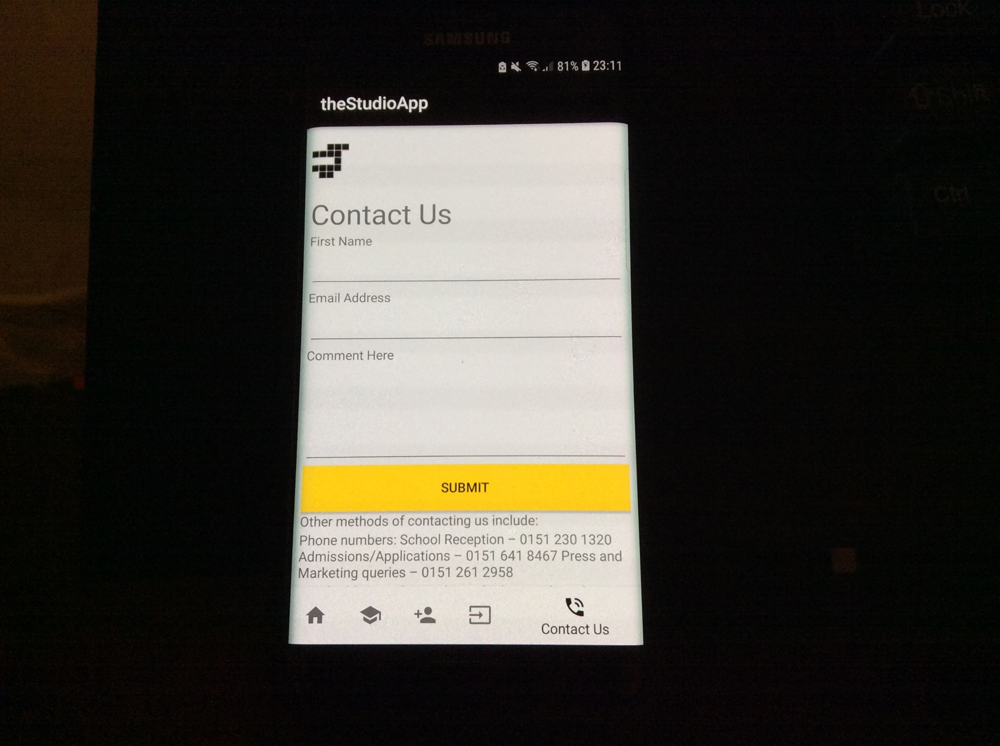 Lock
SAMSUNG
81% 23:11
Shift
theStudioApp
Ctrl
Contact Us
First Name
Email Address
Comment Here
SUBMIT
Other methods of contacting us include:
Phone numbers: School Reception – 0151 230 1320
Admissions/Applications – 0151 641 8467 Press and
Marketing queries – 0151 261 2958
Contact Us